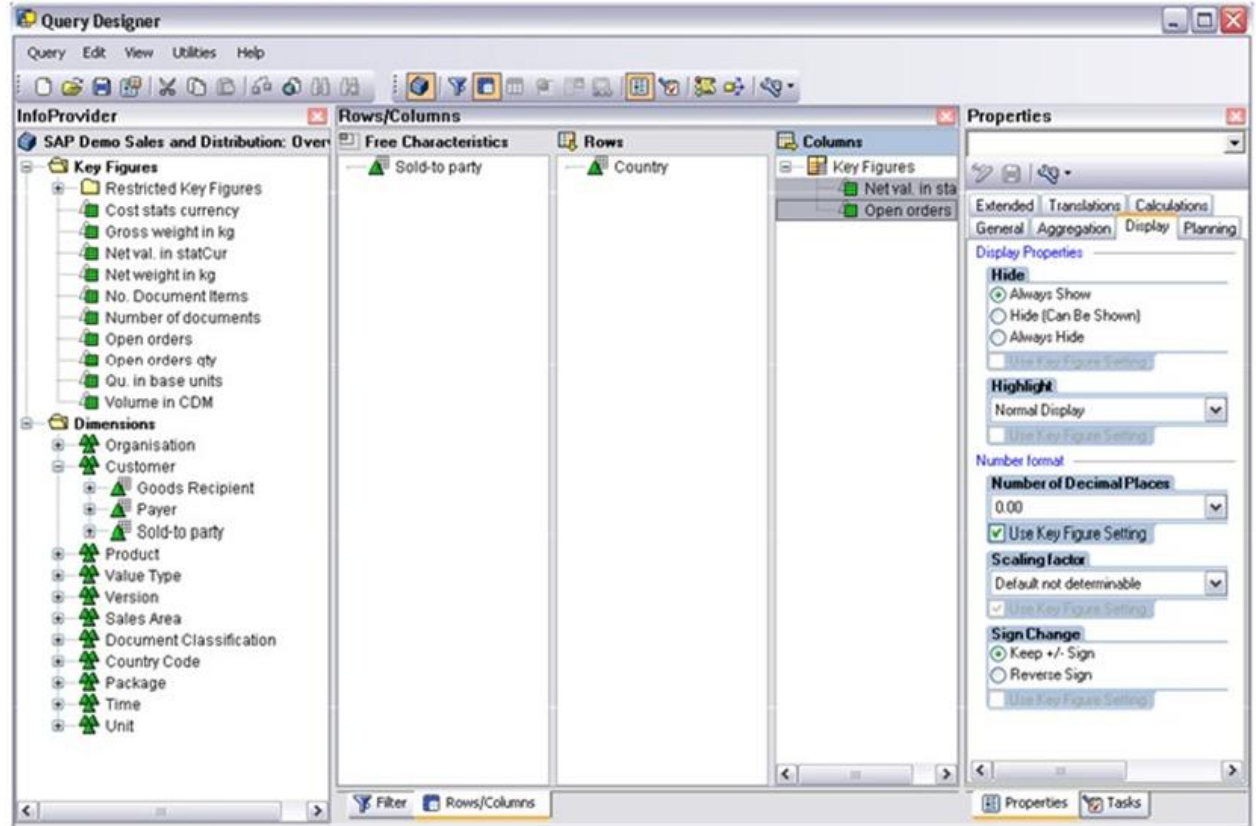 Query Designer
Query Edit View Utilities Help
InfoProvider
SAP Demo Sales and Distribution: Over
Key Figures
Restricted Key Figures
Cost stats currency
Gross weight in kg
Net val. in statCur
Net weight in kg
No. Document Items
Number of documents
Open orders
Open orders qty
Qu. in base units
Volume in CDM
Dimensions
Organisation
Customer
Goods Recipient
Payer
Sold-to party
Product
Value Type
Version
Sales Area
Document Classification
Country Code
Package
Time
Unit
Rows/Columns
Free Characteristics
Sold-to party
Rows
Country
Columns
Key Figures
Net val. in sta
Open orders
Filter Rows/Columns
Properties
Extended Translations Calculations
General Aggregation Display Planning
Display Properties
Hide
Always Show
Hide (Can Be Shown)
Always Hide
Use Key Figure Setting
Highlight
Normal Display
Use Key Figure Setting
Number format
Number of Decimal Places
0.00
Use Key Figure Setting
Scaling factor
Default not determinable
Use Key Figure Setting
Sign Change
Keep +/- Sign
Reverse Sign
Use Key Figure Setting
Properties Tasks